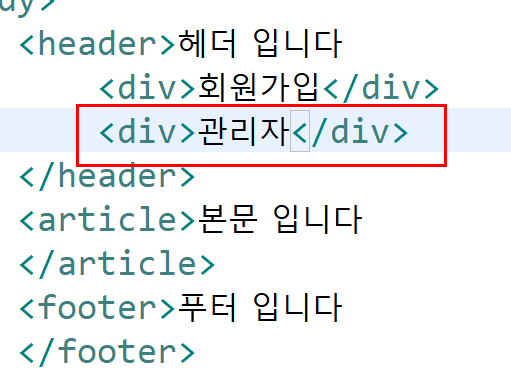 dy>
<header>헤더 입니다
<div>회원가입</div>
<div>관리자</div>
</header>
<article>본문 입니다
</article>
<footer>푸터 입니다
</footer>